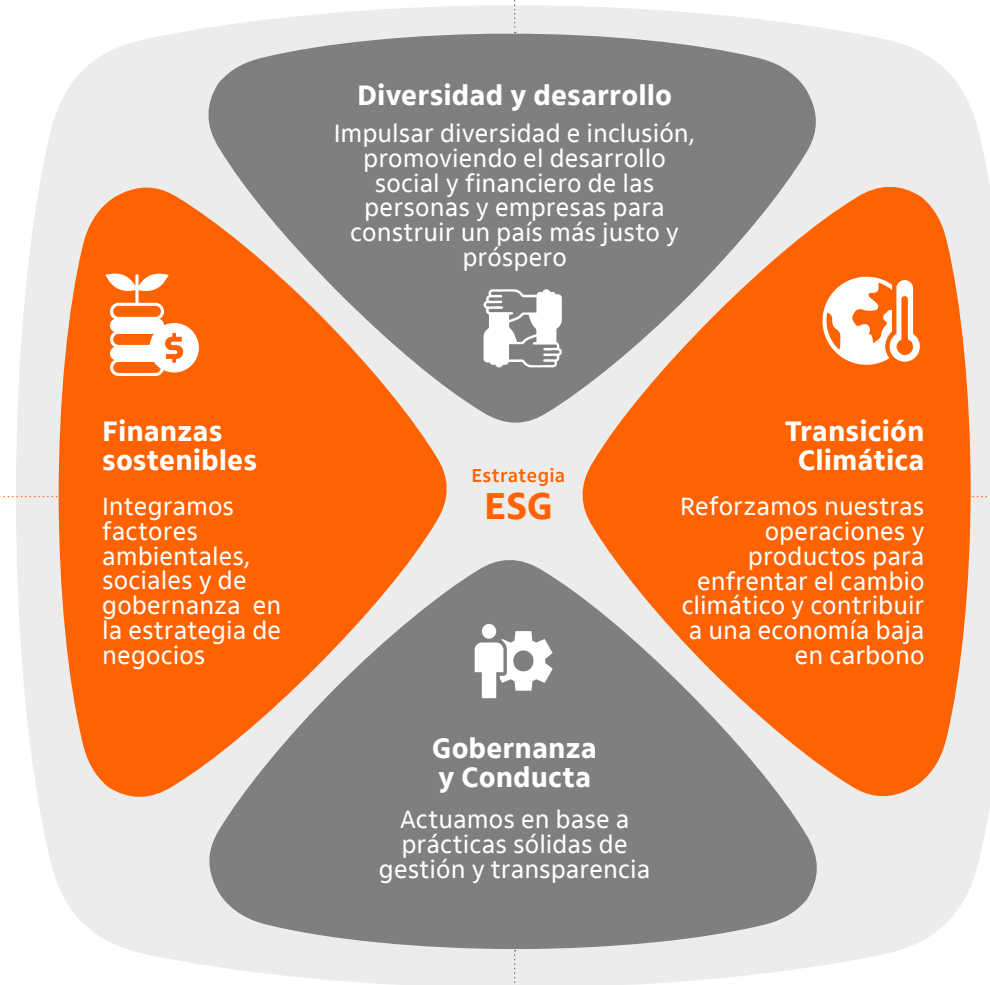 Diversidad y desarrollo
Impulsar diversidad e inclusión,
promoviendo el desarrollo
social y financiero de las
personas y empresas para
construir un país más justo y
próspero
$
Finanzas
sostenibles
Integramos
factores
ambientales,
sociales y de
gobernanza en
la estrategia de
negocios
Estrategia
ESG
Transición
Climática
Reforzamos nuestras
operaciones y
productos para
enfrentar el cambio
climático y contribuir
a una economía baja
en carbono
Gobernanza
y Conducta
Actuamos en base a
prácticas sólidas de
gestión y transparencia